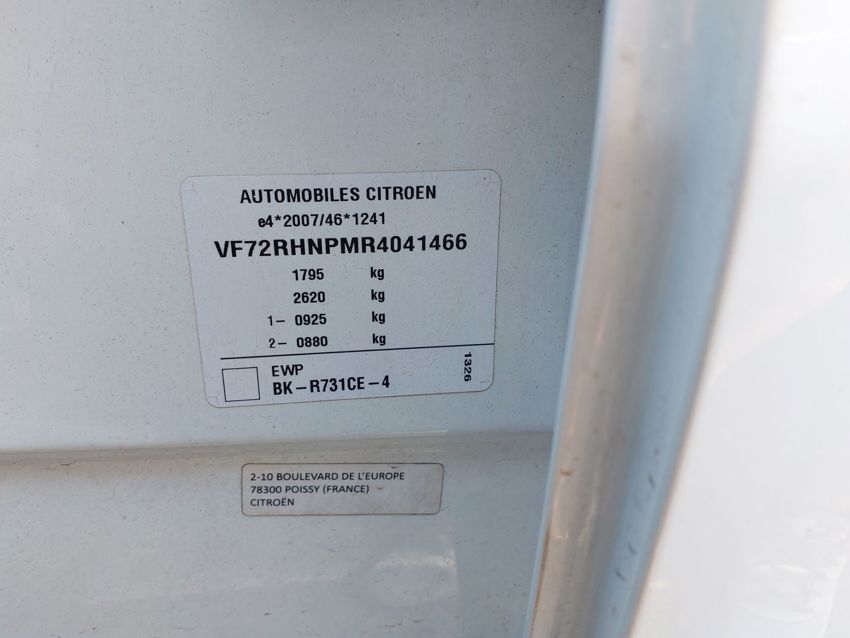 AUTOMOBILES CITROEN
e4*2007/46*1241
VF72RHNPMR4041466
1795 kg
2620 kg
1- 0925 kg
2- 0880 kg
EWP
BK-R731CE-4
1326
2-10 BOULEVARD DE L'EUROPE
78300 POISSY (FRANCE)
CITROËN